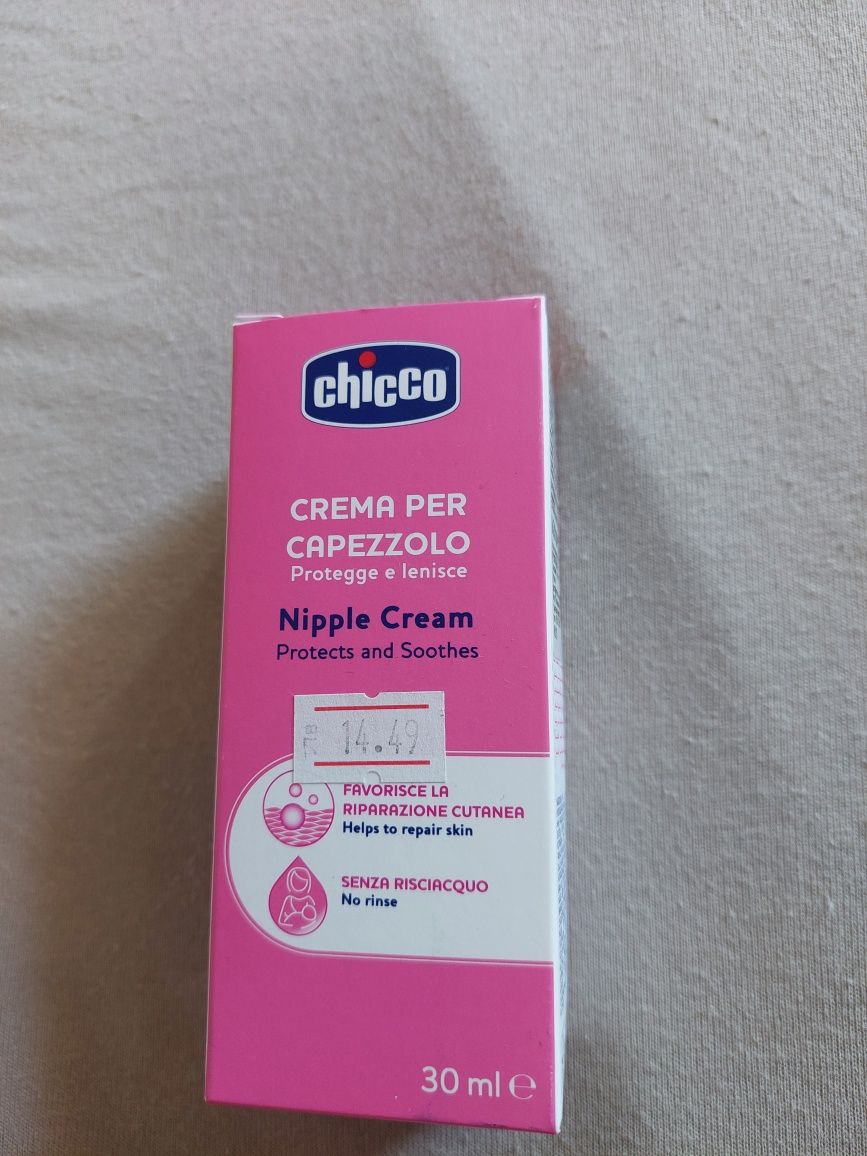 chicco
CREMA PER
CAPEZZOLO
Protegge e lenisce
Nipple Cream
Protects and Soothes
14.49
FAVORISCE LA
RIPARAZIONE CUTANEA
Helps to repair skin
SENZA RISCIACQUO
No rinse
30 ml ℮